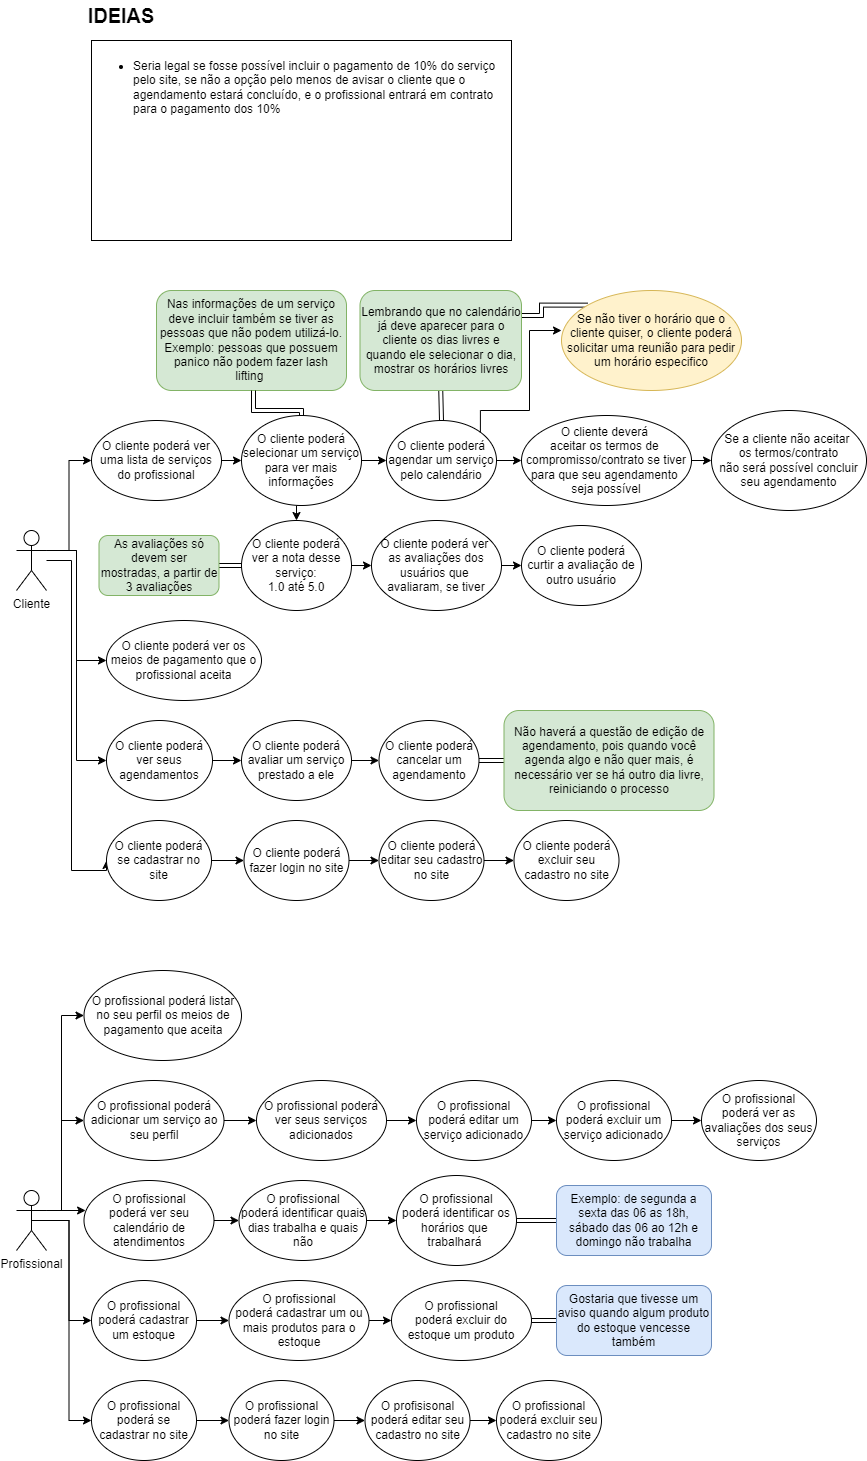 IDEIAS
Seria legal se fosse possível incluir o pagamento de 10% do serviço
pelo site, se não a opção pelo menos de avisar o cliente que o
agendamento estará concluído, e o profissional entrará em contrato
para o pagamento dos 10%
Nas informações de um serviço
deve incluir também se tiver as
pessoas que não podem utilizá-lo.
Exemplo: pessoas que possuem
panico não podem fazer lash
lifting
Lembrando que no calendário
já deve aparecer para o
cliente os dias livres e
quando ele selecionar o dia,
mostrar os horários livres
Se não tiver o horário que o
cliente quiser, o cliente poderá
solicitar uma reunião para pedir
um horário especifico
O cliente poderá ver
uma lista de serviços
do profissional
O cliente poderá
selecionar um serviço
para ver mais
informações
O cliente poderá
agendar um serviço
pelo calendário
O cliente deverá
aceitar os termos de
compromisso/contrato se tiver
para que seu agendamento
seja possível
Se a cliente não aceitar
os termos/contrato
não será possível concluir
seu agendamento
As avaliações só
devem ser
mostradas, a partir de
3 avaliações
O cliente poderá
ver a nota desse
serviço:
1.0 até 5.0
O cliente poderá ver
as avaliações dos
usuários que
avaliaram, se tiver
O cliente poderá
curtir a avaliação de
outro usuário
Cliente
O cliente poderá ver os
meios de pagamento que o
profissional aceita
O cliente poderá
ver seus
agendamentos
O cliente poderá
avaliar um serviço
prestado a ele
O cliente poderá
cancelar um
agendamento
Não haverá a questão de edição de
agendamento, pois quando você
agenda algo e não quer mais, é
necessário ver se há outro dia livre,
reiniciando o processo
O cliente poderá
se cadastrar no
site
O cliente poderá
fazer login no site
O cliente poderá
editar seu cadastro
no site
O cliente poderá
excluir seu
cadastro no site
O profissional poderá listar
no seu perfil os meios de
pagamento que aceita
O profissional poderá
adicionar um serviço ao
seu perfil
O profissional poderá
ver seus serviços
adicionados
O profissional
poderá editar um
serviço adicionado
O profissional
poderá excluir um
serviço adicionado
O profissional
poderá ver as
avaliações dos seus
serviços
Profissional
O profissional
poderá ver seu
calendário de
atendimentos
O profissional
poderá identificar quais
dias trabalha e quais
não
O profissional
poderá identificar os
horários que
trabalhará
Exemplo: de segunda a
sexta das 06 as 18h,
sábado das 06 ao 12h e
domingo não trabalha
O profissional
poderá cadastrar
um estoque
O profissional
poderá cadastrar um ou
mais produtos para o
estoque
O profissional
poderá excluir do
estoque um produto
Gostaria que tivesse um
aviso quando algum produto
do estoque vencesse
também
O profissional
poderá se
cadastrar no site
O profissional
poderá fazer login
no site
O profisisonal
poderá editar seu
cadastro no site
O profissional
poderá excluir seu
cadastro no site